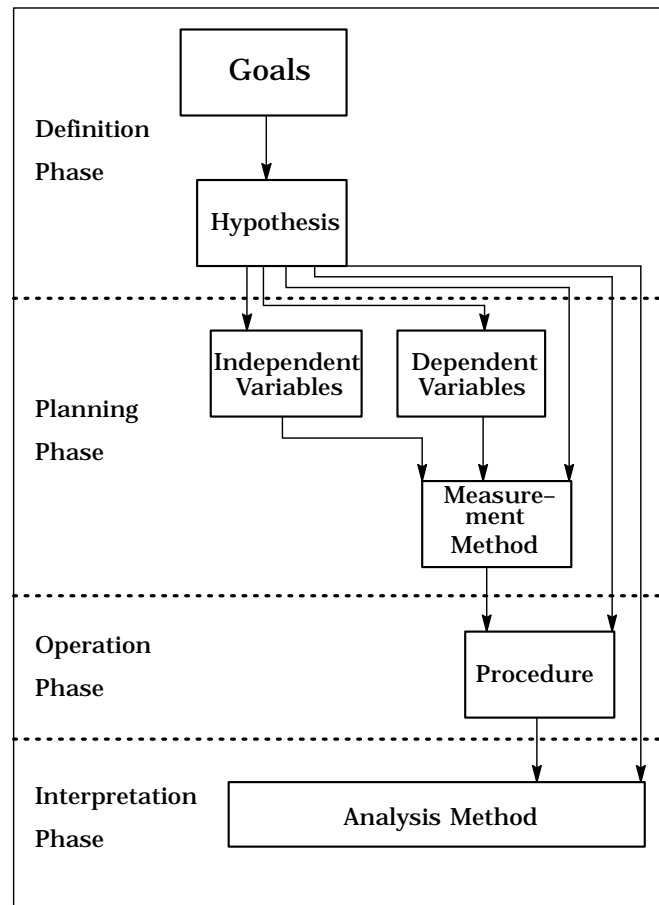 Goals
Definition
Phase
Hypothesis
Independent
Variables
Dependent
Variables
Planning
Phase
Measure–
ment
Method
Operation
Phase
Procedure
Interpretation
Phase
Analysis Method